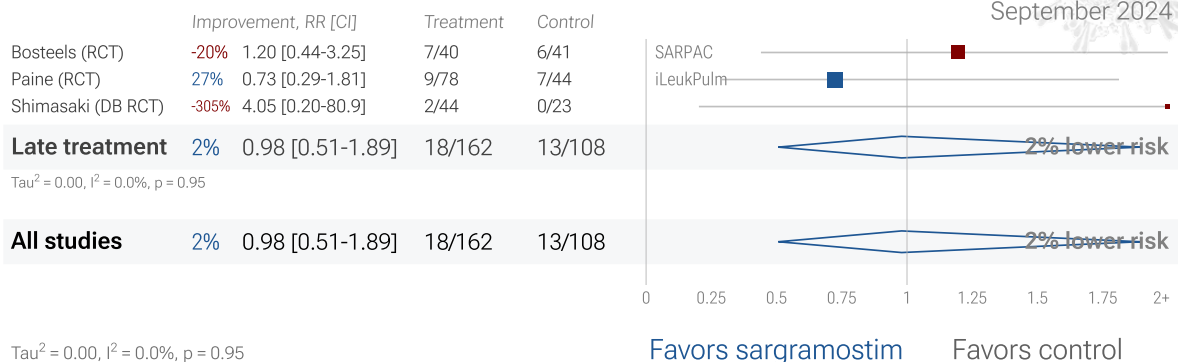 September 2024
Improvement, RR [CI] Treatment Control
Bosteels (RCT) -20% 1.20 [0.44-3.25] 7/40 6/41 SARPAC
Paine (RCT) 27% 0.73 [0.29-1.81] 9/78 7/44 iLeukPulm
Shimasaki (DB RCT) -305% 4.05 [0.20-80.9] 2/44 0/23
Late treatment 2% 0.98 [0.51-1.89] 18/162 13/108 2% lower risk
Tau² = 0.00, I² = 0.0%, p = 0.95
All studies 2% 0.98 [0.51-1.89] 18/162 13/108 2% lower risk
0 0.25 0.5 0.75 1 1.25 1.5 1.75 2+
Tau² = 0.00, I² = 0.0%, p = 0.95 Favors sargramostim Favors control